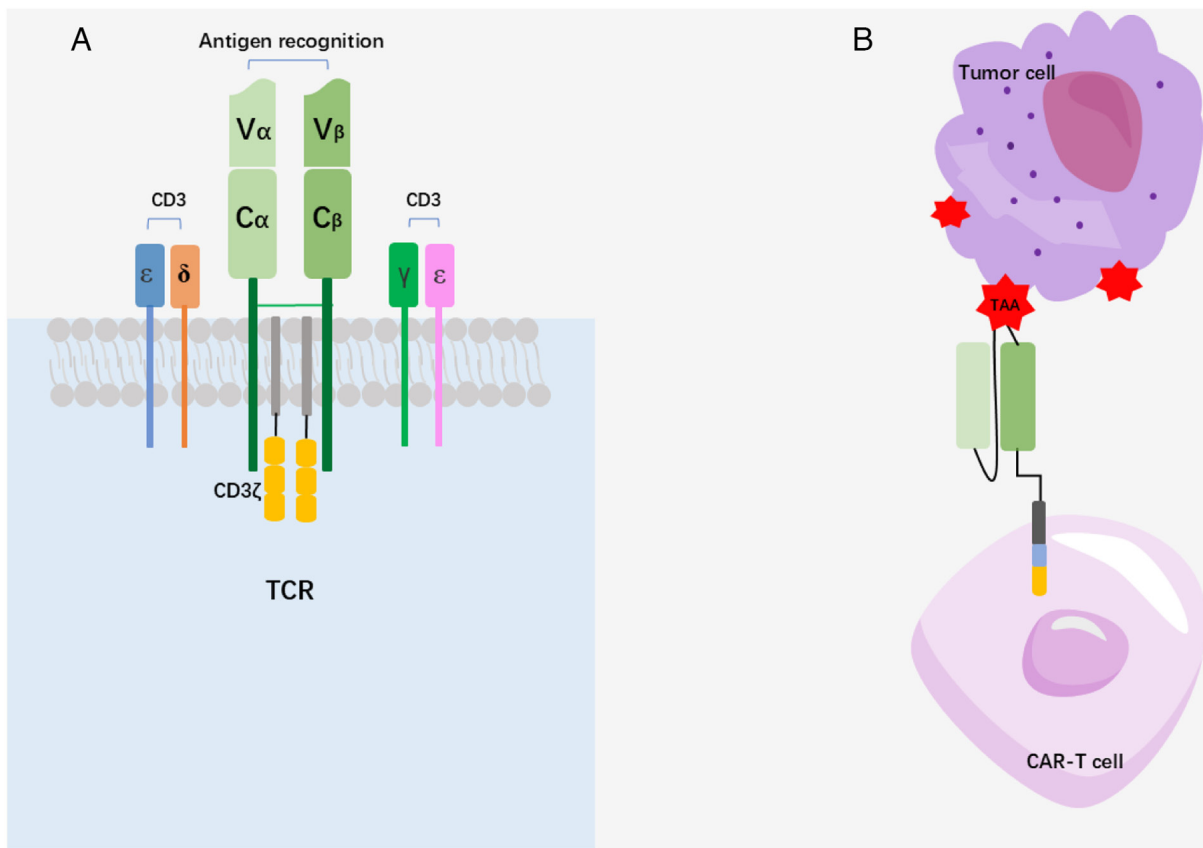 A
Antigen recognition
Vα Vβ
CD3
Cα Cβ
CD3
ε δ
γ ε
CD3ζ
TCR
B
Tumor cell
TAA
CAR-T cell